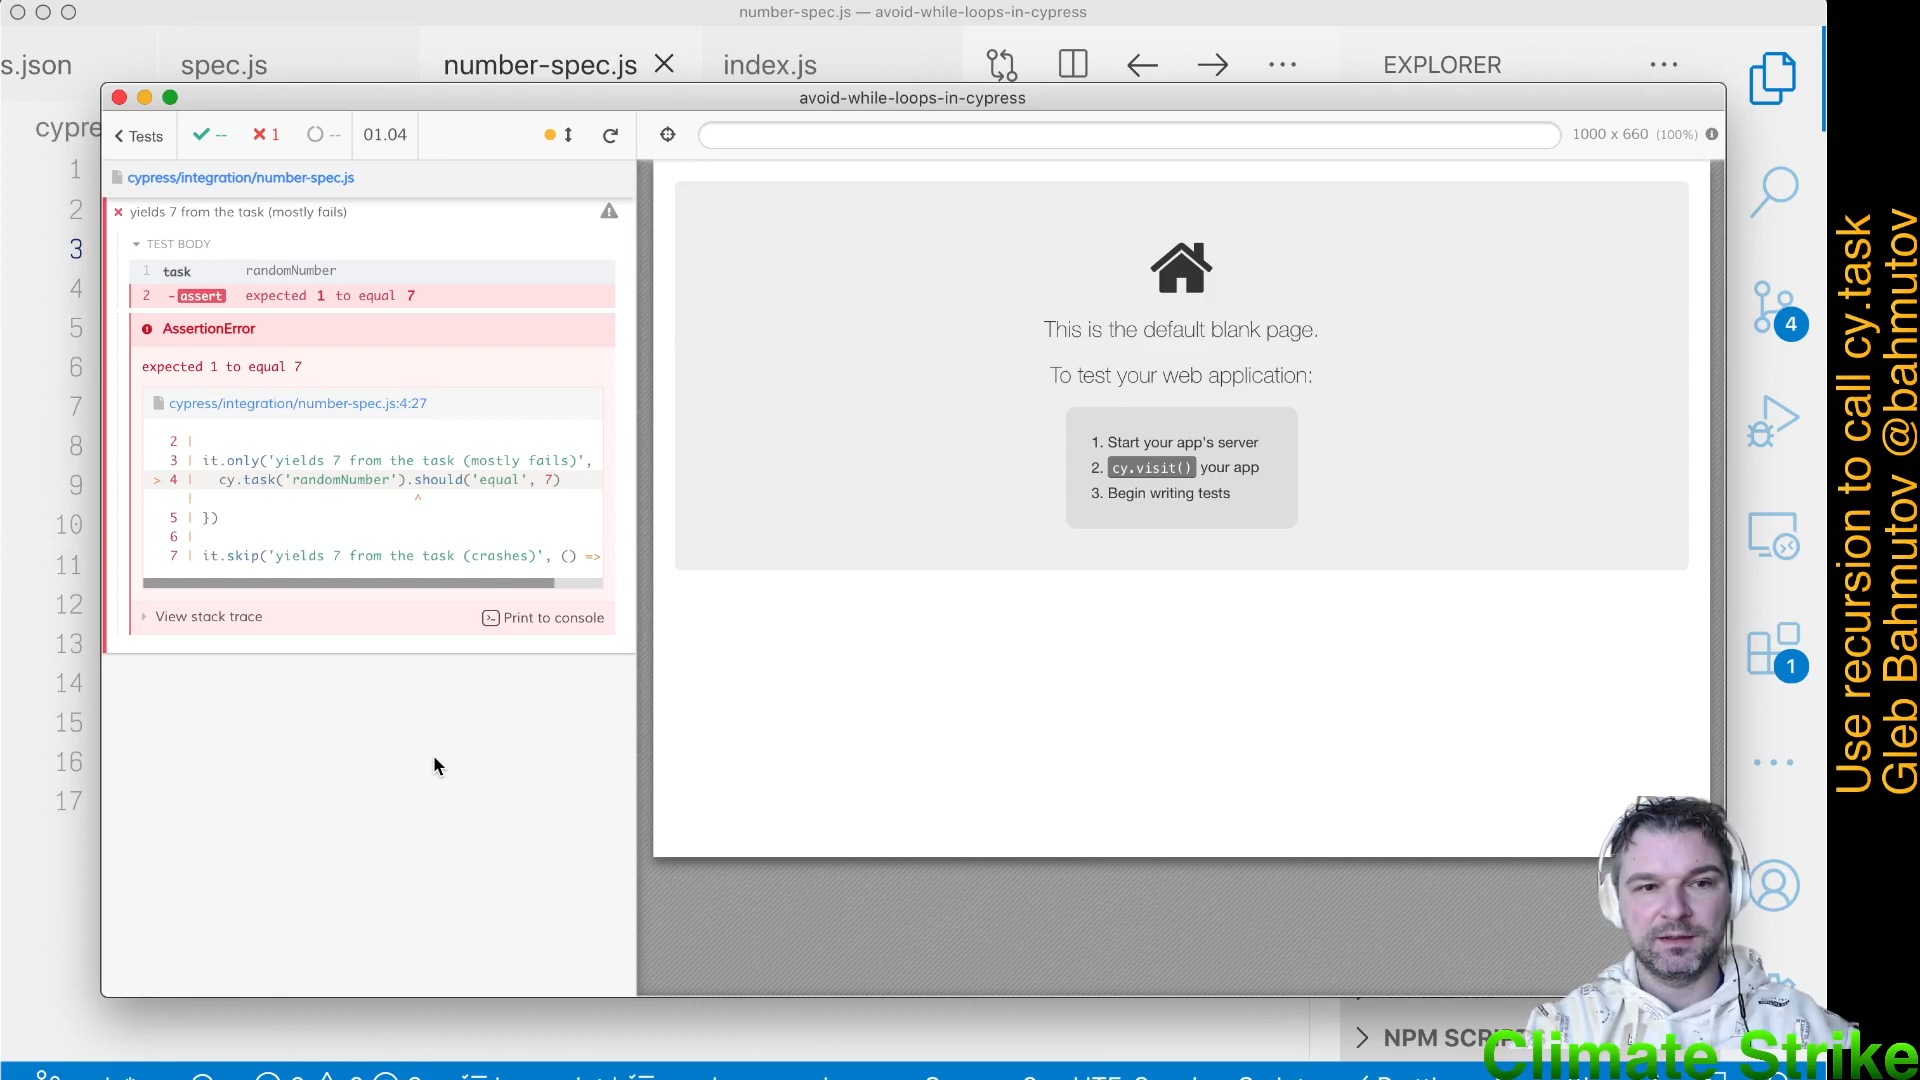 number-spec.js — avoid-while-loops-in-cypress
s.json
spec.js
number-spec.js
index.js
EXPLORER
avoid-while-loops-in-cypress
cypre
Tests
--
1
--
01.04
1000 x 660 (100%)
cypress/integration/number-spec.js
yields 7 from the task (mostly fails)
TEST BODY
1 task randomNumber
2 -assert expected 1 to equal 7
AssertionError
expected 1 to equal 7
cypress/integration/number-spec.js:4:27
2 |
3 | it.only('yields 7 from the task (mostly fails)',
> 4 | cy.task('randomNumber').should('equal', 7)
| ^
5 | })
6 |
7 | it.skip('yields 7 from the task (crashes)', () =>
View stack trace
Print to console
This is the default blank page.
To test your web application:
1. Start your app's server
2. cy.visit() your app
3. Begin writing tests
1
2
3
4
5
6
7
8
9
10
11
12
13
14
15
16
17
4
1
NPM SCRI
Use recursion to call cy.task
Gleb Bahmutov @bahmutov
Climate Strike